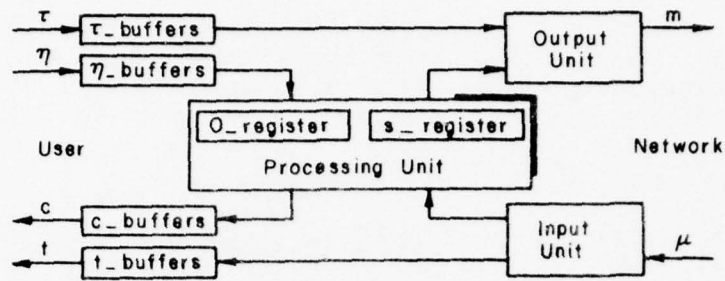 τ
τ_buffers
m
Output
Unit
η
η_buffers
O_register
s_register
User
Network
Processing Unit
c
c_buffers
Input
Unit
t
t_buffers
μ